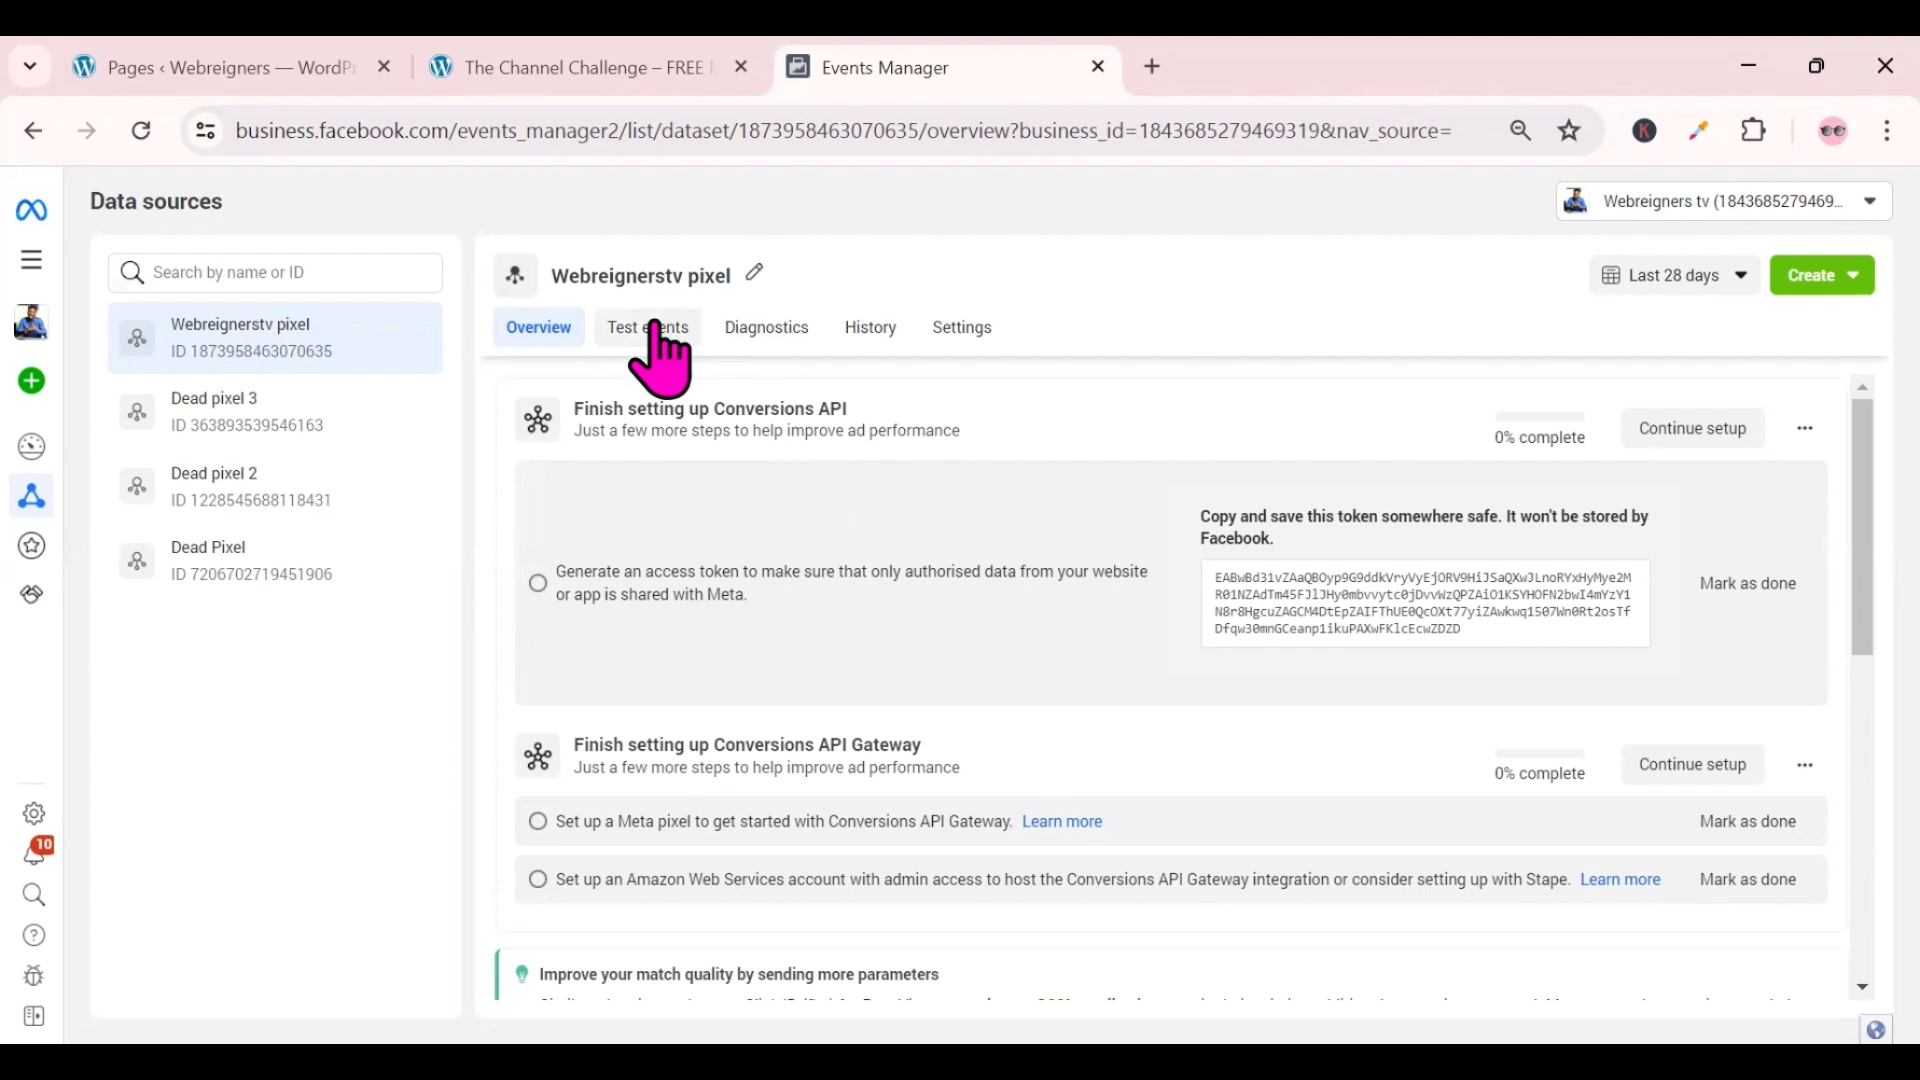 Pages ‹ Webreigners — WordPr
The Channel Challenge – FREE
Events Manager
business.facebook.com/events_manager2/list/dataset/1873958463070635/overview?business_id=1843685279469319&nav_source=
K
Data sources
Webreigners tv (1843685279469...
Search by name or ID
Webreignerstv pixel
ID 1873958463070635
Dead pixel 3
ID 363893539546163
Dead pixel 2
ID 1228545688118431
Dead Pixel
ID 7206702719451906
10
Webreignerstv pixel
Last 28 days
Create
Overview
Test events
Diagnostics
History
Settings
Finish setting up Conversions API
Just a few more steps to help improve ad performance
0% complete
Continue setup
Generate an access token to make sure that only authorised data from your website
or app is shared with Meta.
Copy and save this token somewhere safe. It won't be stored by
Facebook.
Mark as done
Finish setting up Conversions API Gateway
Just a few more steps to help improve ad performance
0% complete
Continue setup
Set up a Meta pixel to get started with Conversions API Gateway. Learn more
Mark as done
Set up an Amazon Web Services account with admin access to host the Conversions API Gateway integration or consider setting up with Stape. Learn more
Mark as done
Improve your match quality by sending more parameters